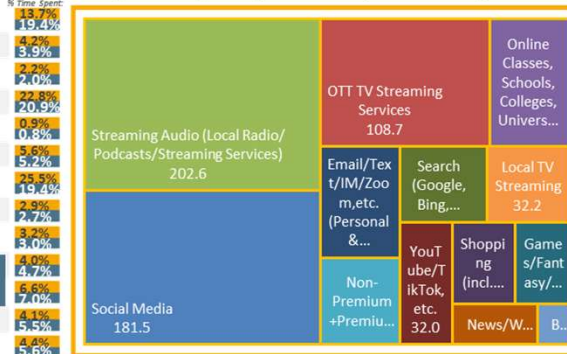 % Time Spent:
13.7%
19.4%
4.2%
3.9%
2.2%
2.0%
22.8%
20.9%
0.9%
0.8%
5.6%
5.2%
25.5%
19.4%
2.9%
2.7%
3.2%
3.0%
4.0%
4.7%
6.6%
7.0%
4.1%
5.5%
4.4%
5.6%
Streaming Audio (Local Radio/
Podcasts/Streaming Services)
202.6
Social Media
181.5
OTT TV Streaming
Services
108.7
Online
Classes,
Schools,
Colleges,
Univers...
Email/Tex
t/IM/Zoo
m,etc.
(Personal
&...
Search
(Google,
Bing,...
Local TV
Streaming
32.2
Non-
Premium
+Premiu...
YouT
ube/T
ikTok,
etc.
32.0
Shoppi
ng
(incl....
Game
s/Fant
asy/...
News/W...
B...